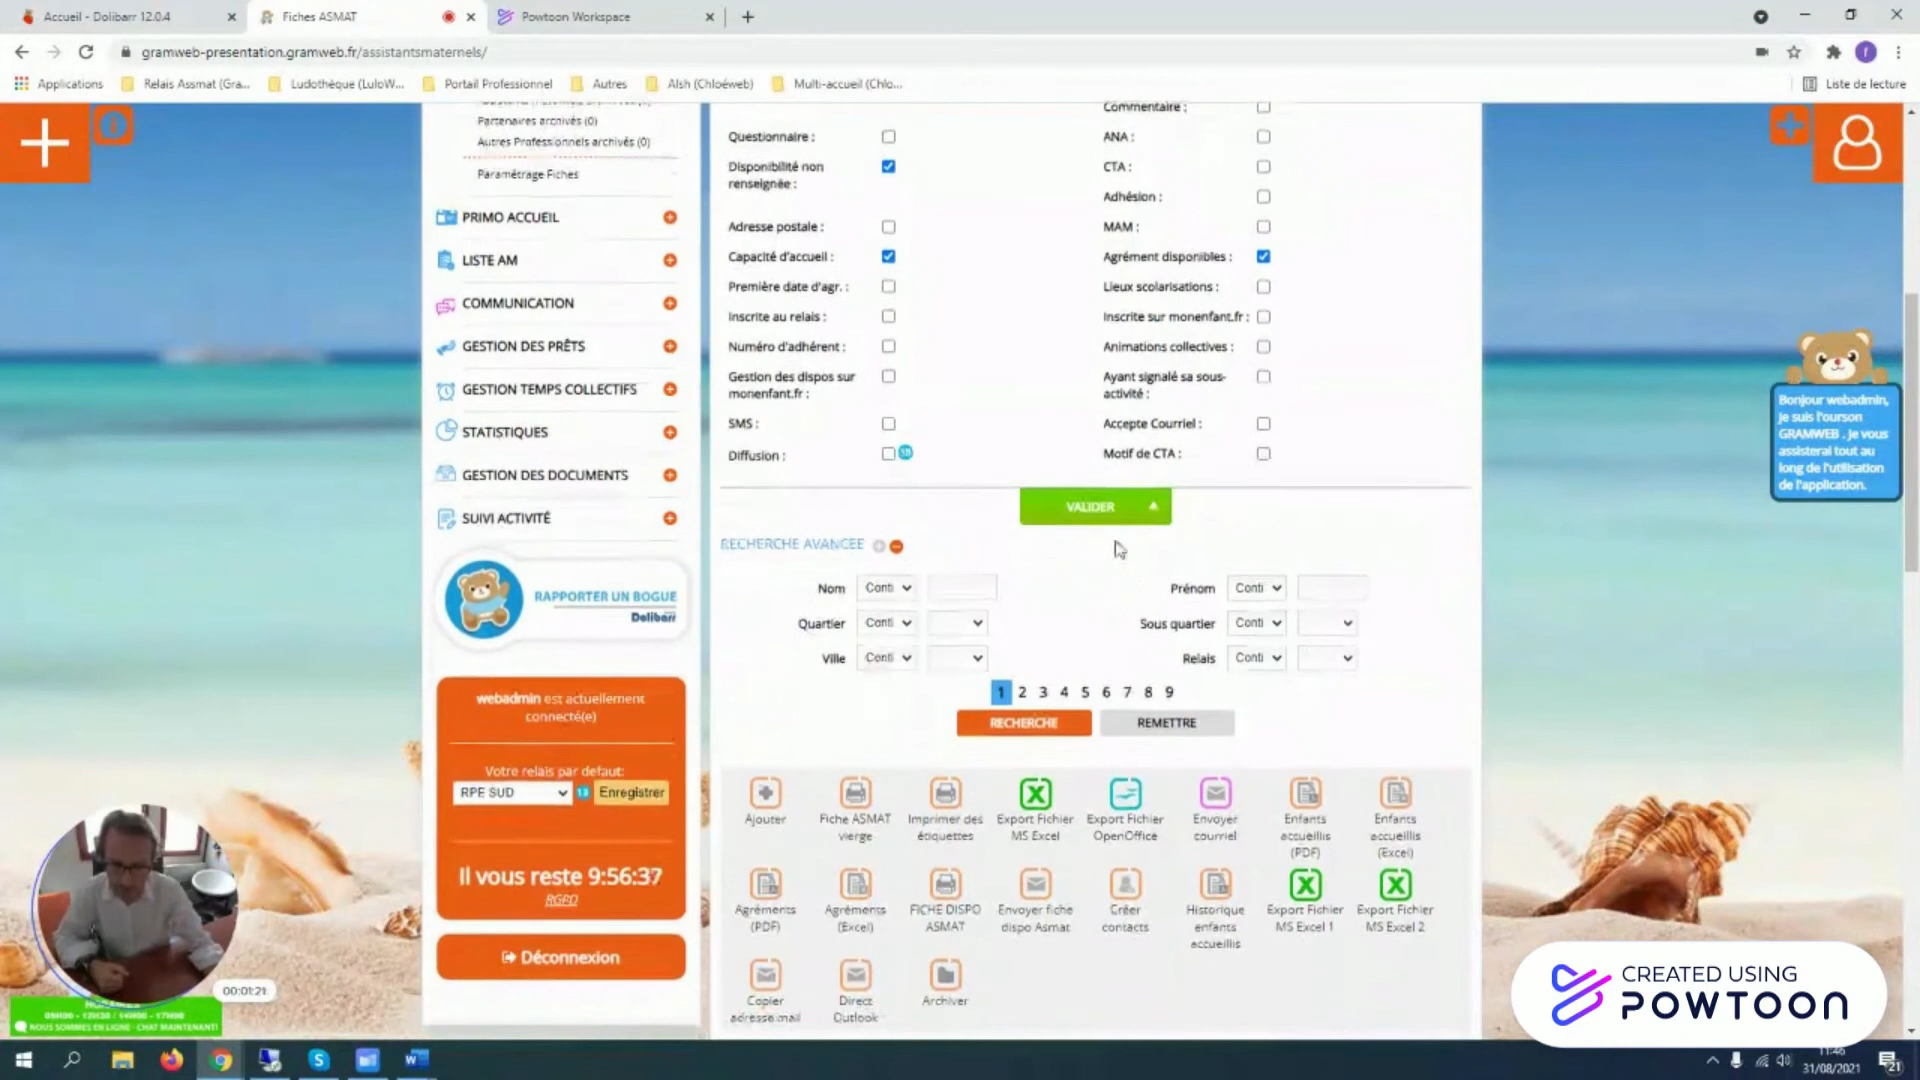 Accueil - Dolibarr 12.0.4
Fiches ASMAT
Powtoon Workspace
gramweb-presentation.gramweb.fr/assistantsmaternels/
f
Applications
Relais Assmat (Gra...
Ludothèque (LuloW...
Portail Professionnel
Autres
Alsh (Chloéweb)
Multi-accueil (Chlo...
Liste de lecture
Partenaires archivés (0)
Autres Professionnels archivés (0)
Paramétrage Fiches
PRIMO ACCUEIL
LISTE AM
COMMUNICATION
GESTION DES PRÊTS
GESTION TEMPS COLLECTIFS
STATISTIQUES
GESTION DES DOCUMENTS
SUIVI ACTIVITÉ
RAPPORTER UN BOGUE
Dolibarr
webadmin est actuellement
connecté(e)
Votre relais par defaut:
RPE SUD
13
Enregistrer
Il vous reste 9:56:37
RGPD
Déconnexion
Commentaire :
Questionnaire :
ANA :
Disponibilité non
renseignée :
CTA :
Adhésion :
Adresse postale :
MAM :
Capacité d'accueil :
Agrément disponibles :
Première date d'agr. :
Lieux scolarisations :
Inscrite au relais :
Inscrite sur monenfant.fr :
Numéro d'adhérent :
Animations collectives :
Gestion des dispos sur
monenfant.fr :
Ayant signalé sa sous-
activité :
SMS :
Accepte Courriel :
Diffusion :
Motif de CTA :
VALIDER
RECHERCHE AVANCEE
Nom
Conti
Prénom
Conti
Quartier
Conti
Sous quartier
Conti
Ville
Conti
Relais
Conti
1 2 3 4 5 6 7 8 9
RECHERCHE
REMETTRE
Ajouter
Fiche ASMAT
vierge
Imprimer des
étiquettes
Export Fichier
MS Excel
Export Fichier
OpenOffice
Envoyer
courriel
Enfants
accueillis
(PDF)
Enfants
accueillis
(Excel)
Agréments
(PDF)
Agréments
(Excel)
FICHE DISPO
ASMAT
Envoyer fiche
dispo Asmat
Créer
contacts
Historique
enfants
accueillis
Export Fichier
MS Excel 1
Export Fichier
MS Excel 2
Copier
adresse mail
Direct
Outlook
Archiver
Bonjour webadmin,
je suis l'ourson
GRAMWEB . Je vous
assisterai tout au
long de l'utilisation
de l'application.
00:01:21
NOUS SOMMES EN LIGNE - CHAT MAINTENANT!
CREATED USING
POWTOON
11:46
31/08/2021
21